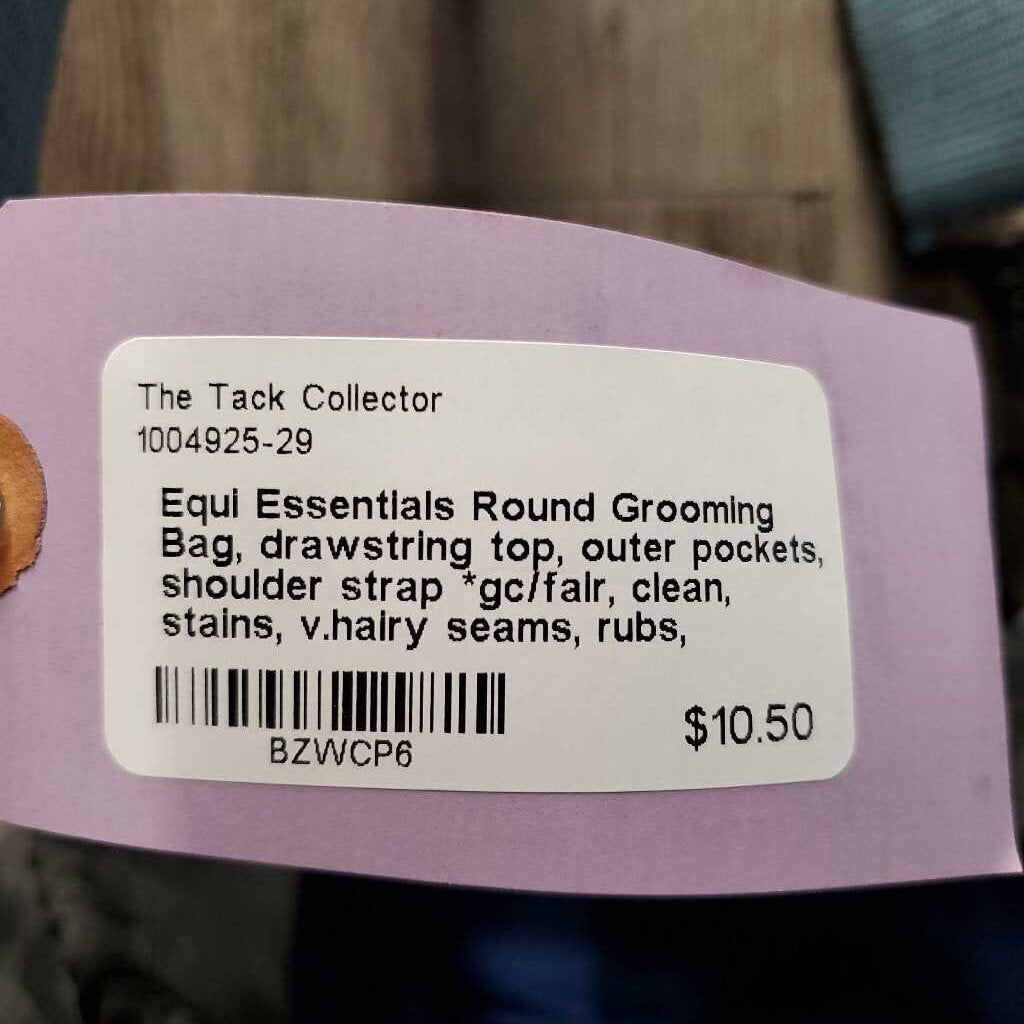 The Tack Collector
1004925-29
Equi Essentials Round Grooming
Bag, drawstring top, outer pockets,
shoulder strap *gc/fair, clean,
stains, v.hairy seams, rubs,
BZWCP6
$10.50